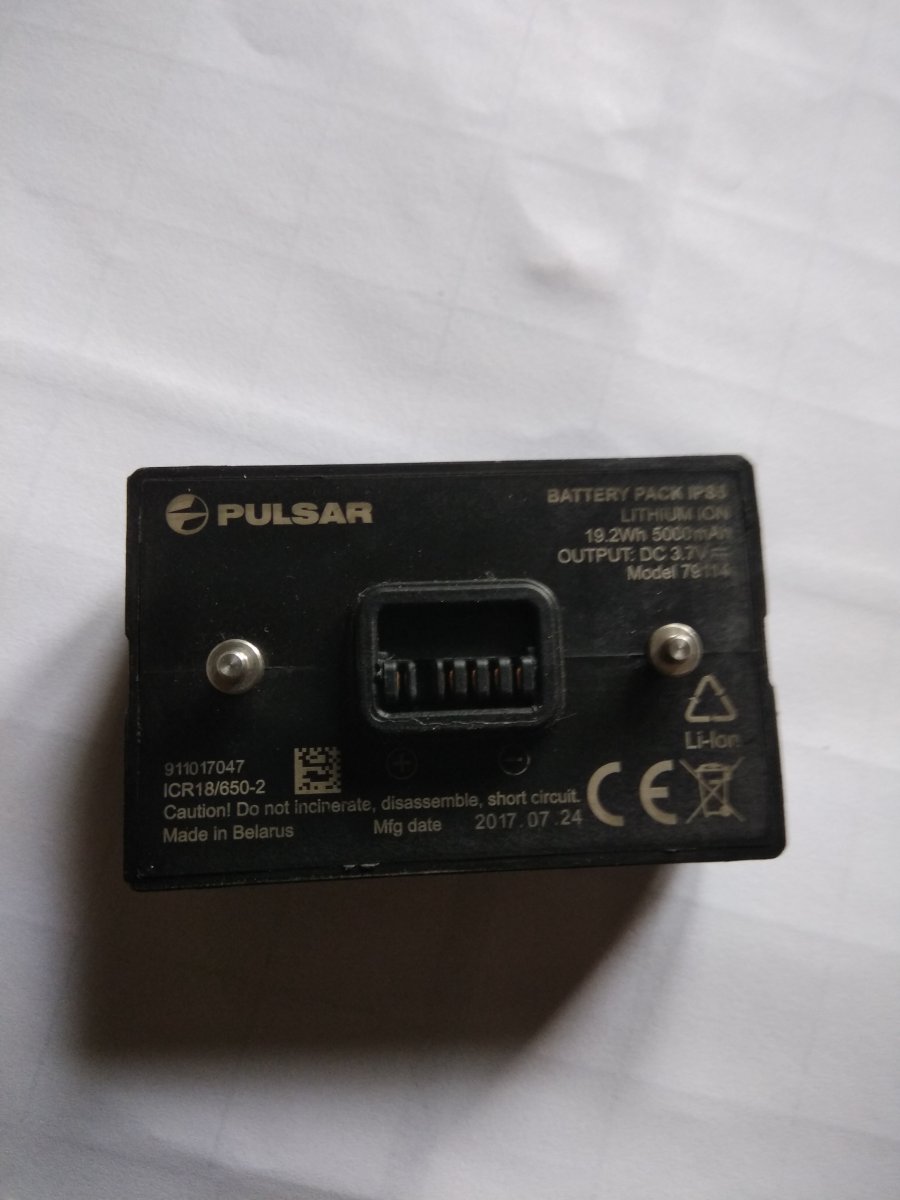 PULSAR
BATTERY PACK
LITHIUM ION
19.2Wh 5000mAh
OUTPUT: DC 3.7V
Model 79114
Li-Ion
911017047
ICR18/650-2
Caution! Do not incinerate, disassemble, short circuit.
Made in Belarus Mfg date 2017.07.24
CE